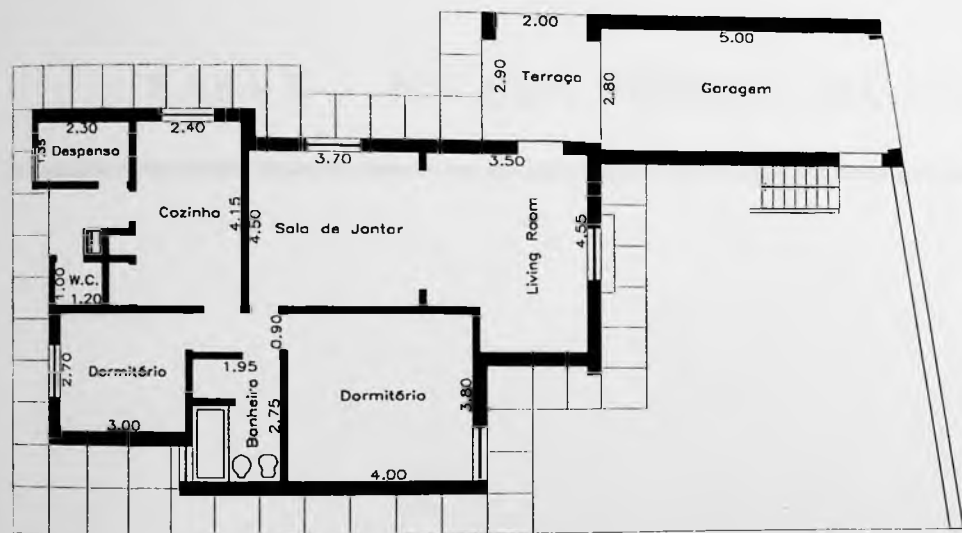 2.00
5.00
2.90
Terraço
2.80
Garagem
2.30
2.40
1.35
Despensa
3.70
3.50
Cozinha
4.15
4.50
Sala de Jantar
Living Room
4.55
1.00
W.C.
1.20
0.90
2.70
Dormitório
1.95
Banheiro
2.75
Dormitório
3.80
3.00
4.00